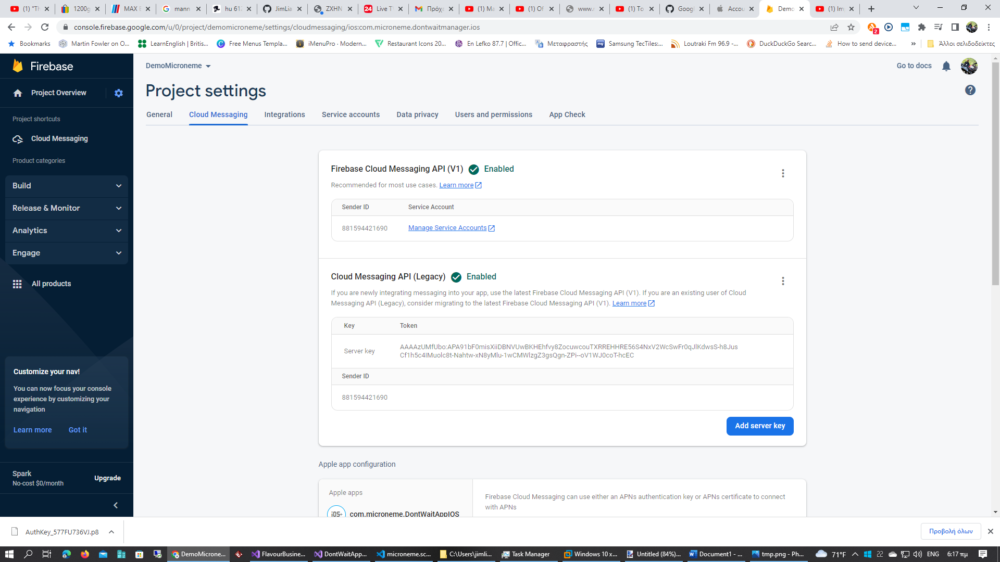 (1) "Th
1200g
MAX E
mann
hu 612
JimLia
ZXHN
24 Live T
Πρόχε
(1) Ma
(1) Of
www.r
(1) To
Googl
Accou
Demo
(1) Im
console.firebase.google.com/u/0/project/demomicroneme/settings/cloudmessaging/ios:com.microneme.dontwaitmanager.ios
2
Bookmarks
Martin Fowler on O...
LearnEnglish | Britis...
Free Menus Templa...
iMenuPro · Modern...
Restaurant Icons 20...
En Lefko 87.7 | Offic...
Μεταφραστής
Samsung TecTiles:...
Loutraki Fm 96.9 -...
DuckDuckGo Searc...
How to send device...
»
Άλλοι σελιδοδείκτες
Firebase
DemoMicroneme
Go to docs
Project Overview
Project settings
General
Cloud Messaging
Integrations
Service accounts
Data privacy
Users and permissions
App Check
Project shortcuts
Cloud Messaging
Product categories
Build
Release & Monitor
Analytics
Engage
All products
Customize your nav!
You can now focus your console
experience by customizing your
navigation
Learn more
Got it
Spark
No-cost $0/month
Upgrade
Firebase Cloud Messaging API (V1)
Enabled
Recommended for most use cases. Learn more
Sender ID
Service Account
881594421690
Manage Service Accounts
Cloud Messaging API (Legacy)
Enabled
If you are newly integrating messaging into your app, use the latest Firebase Cloud Messaging API (V1). If you are an existing user of Cloud
Messaging API (Legacy), consider migrating to the latest Firebase Cloud Messaging API (V1). Learn more
Key
Token
Server key
AAAAzUMfUbo:APA91bF0misXiiDBNVUwBKHEhfvy8ZocuwcouTXRREHHRE56S4NxV2WcSwFr0qJlKdwsS-h8Jus
Cf1h5c4IMuolc8t-Nahtw-xN8yMlu-1wCMWlzgZ3gsQgn-ZPi--oV1WJ0coT-hcEC
Sender ID
881594421690
Add server key
Apple app configuration
Apple apps
iOS+
com.microneme.DontWaitAppIOS
Firebase Cloud Messaging can use either an APNs authentication key or APNs certificate to connect
with APNs
AuthKey_577FU736VJ.p8
Προβολή όλων
DemoMicrone...
FlavourBusine...
DontWaitApp...
microneme.sc...
C:\Users\jimli...
Task Manager
Windows 10 x...
Untitled (84%)...
Document1 - ...
tmp.png - Ph...
71°F
22
ENG
6:17 πμ